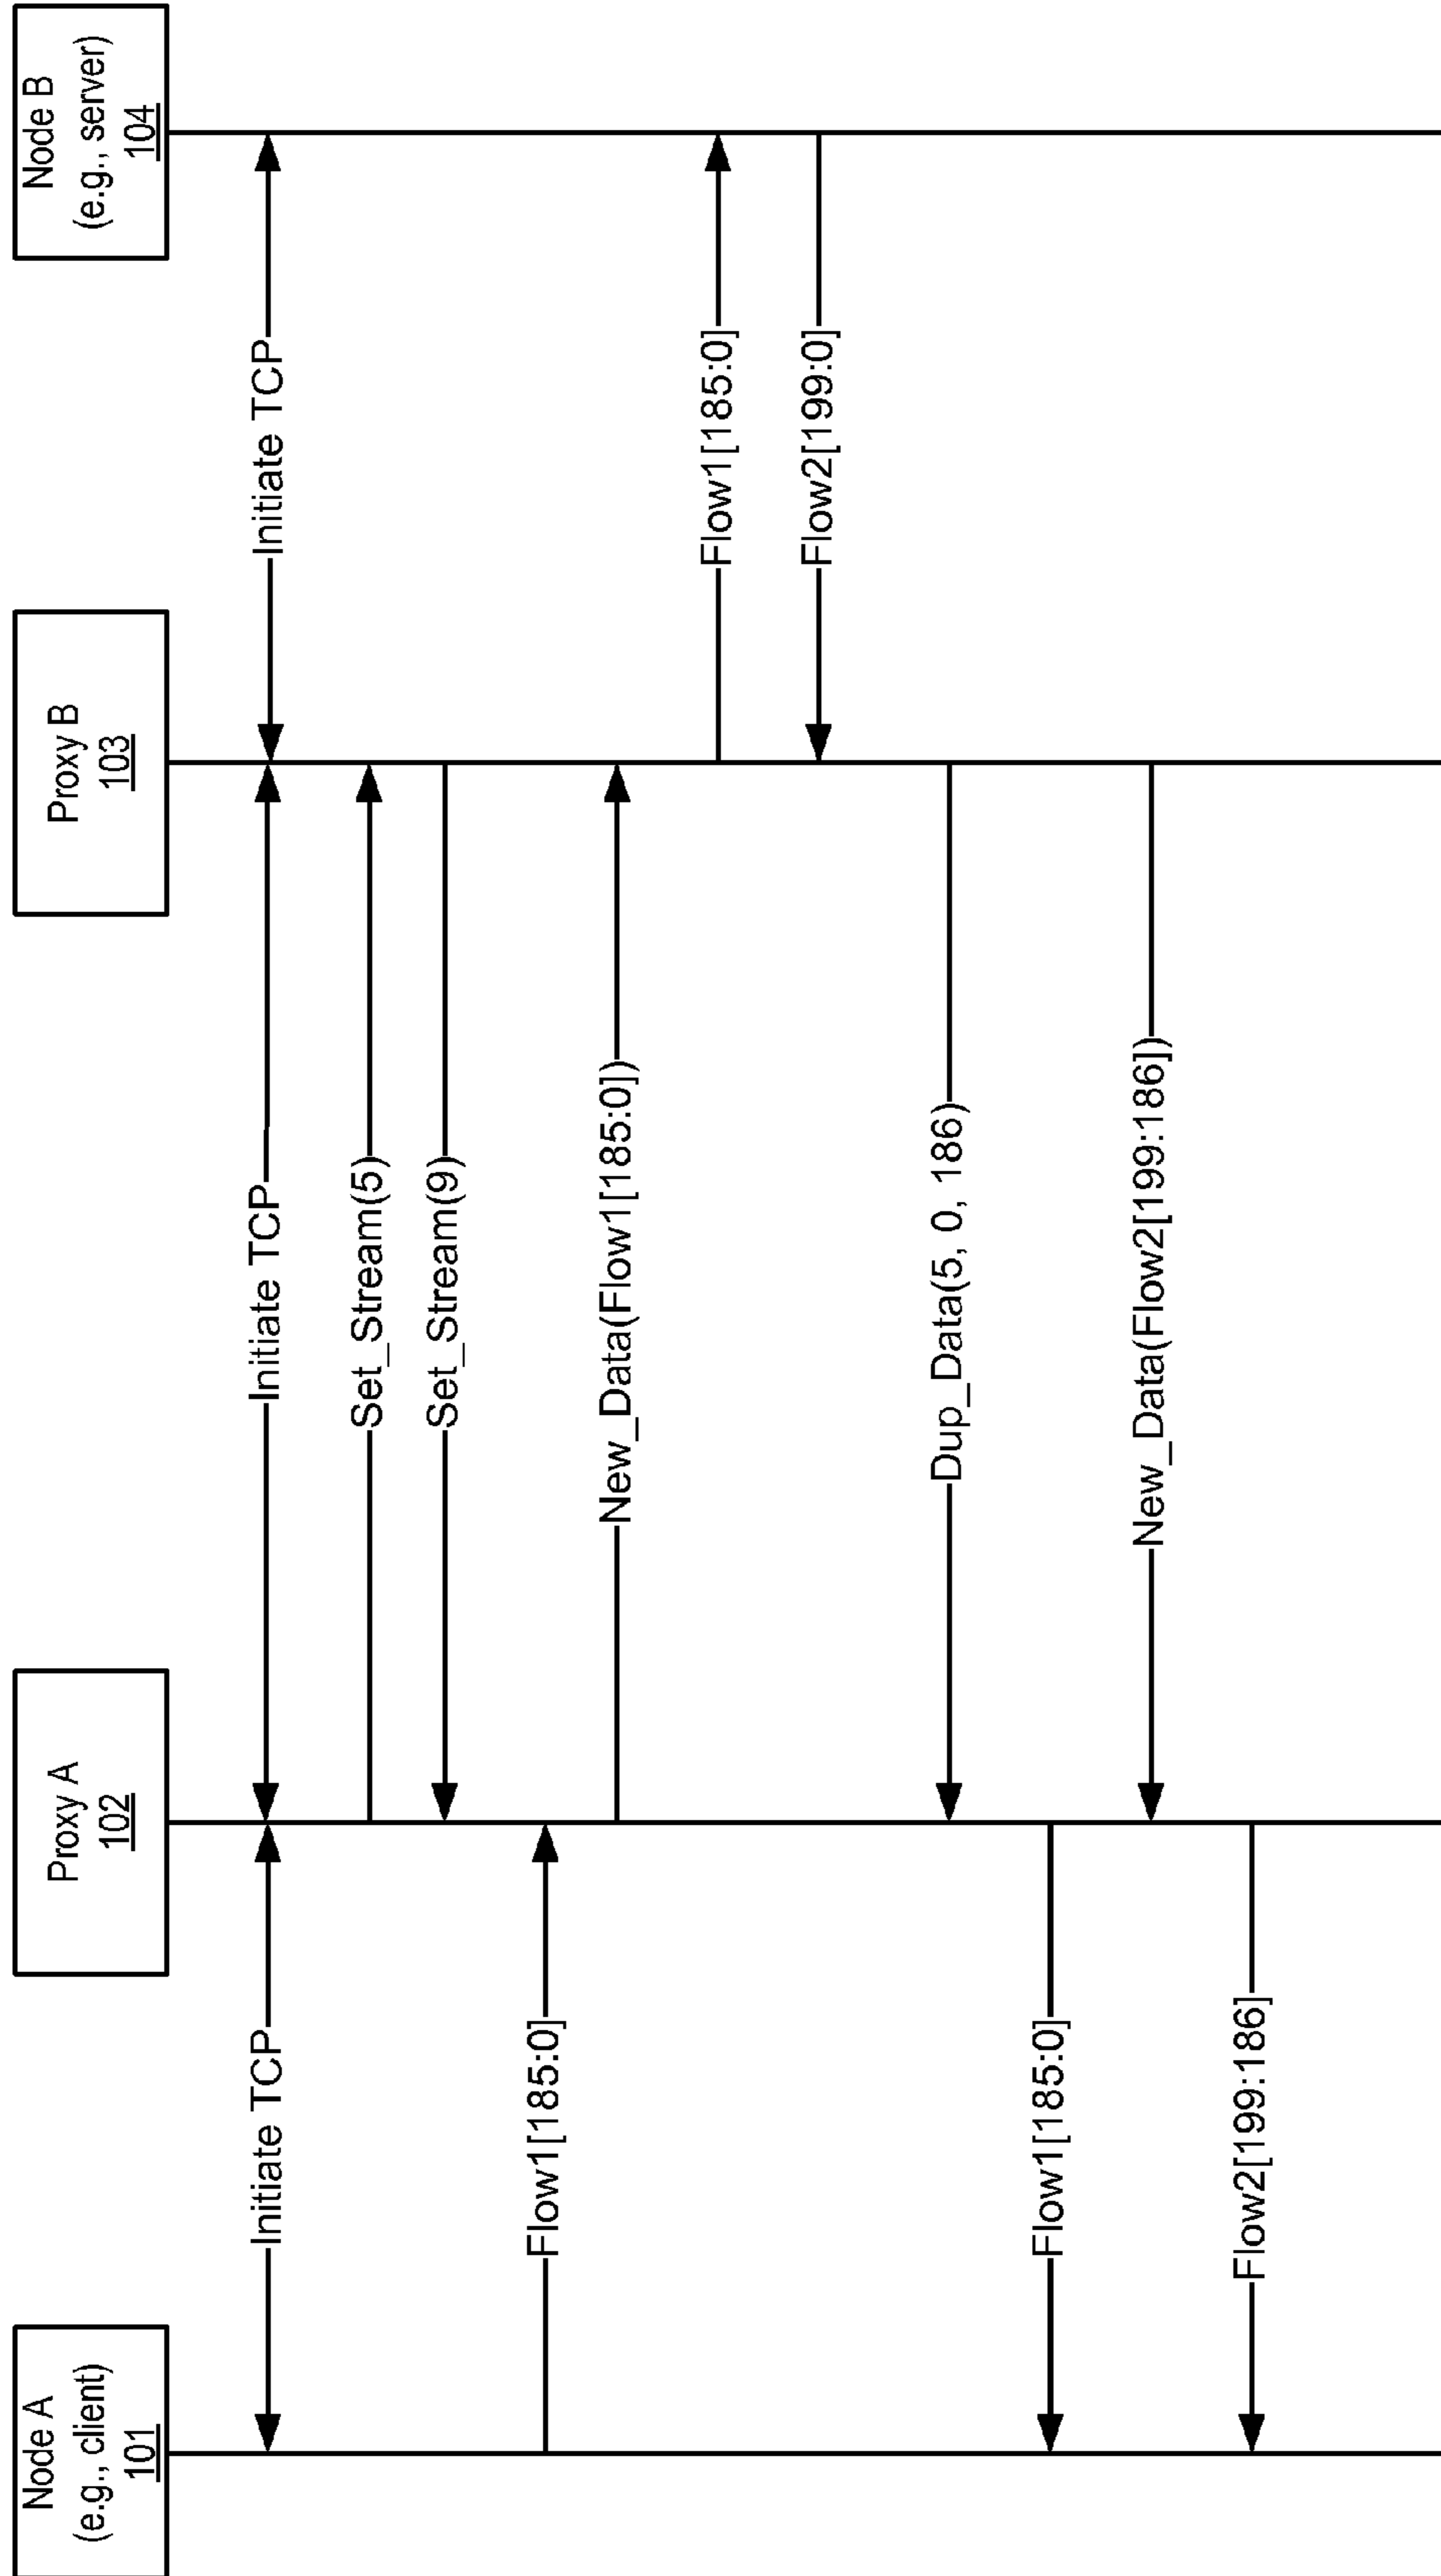 Node A
(e.g., client)
101
Proxy A
102
Proxy B
103
Node B
(e.g., server)
104
Initiate TCP
Initiate TCP
Initiate TCP
Set_Stream(5)
Set_Stream(9)
Flow1[185:0]
New_Data(Flow1[185:0])
Flow1[185:0]
Flow2[199:0]
Dup_Data(5, 0, 186)
Flow1[185:0]
New_Data(Flow2[199:186])
Flow2[199:186]